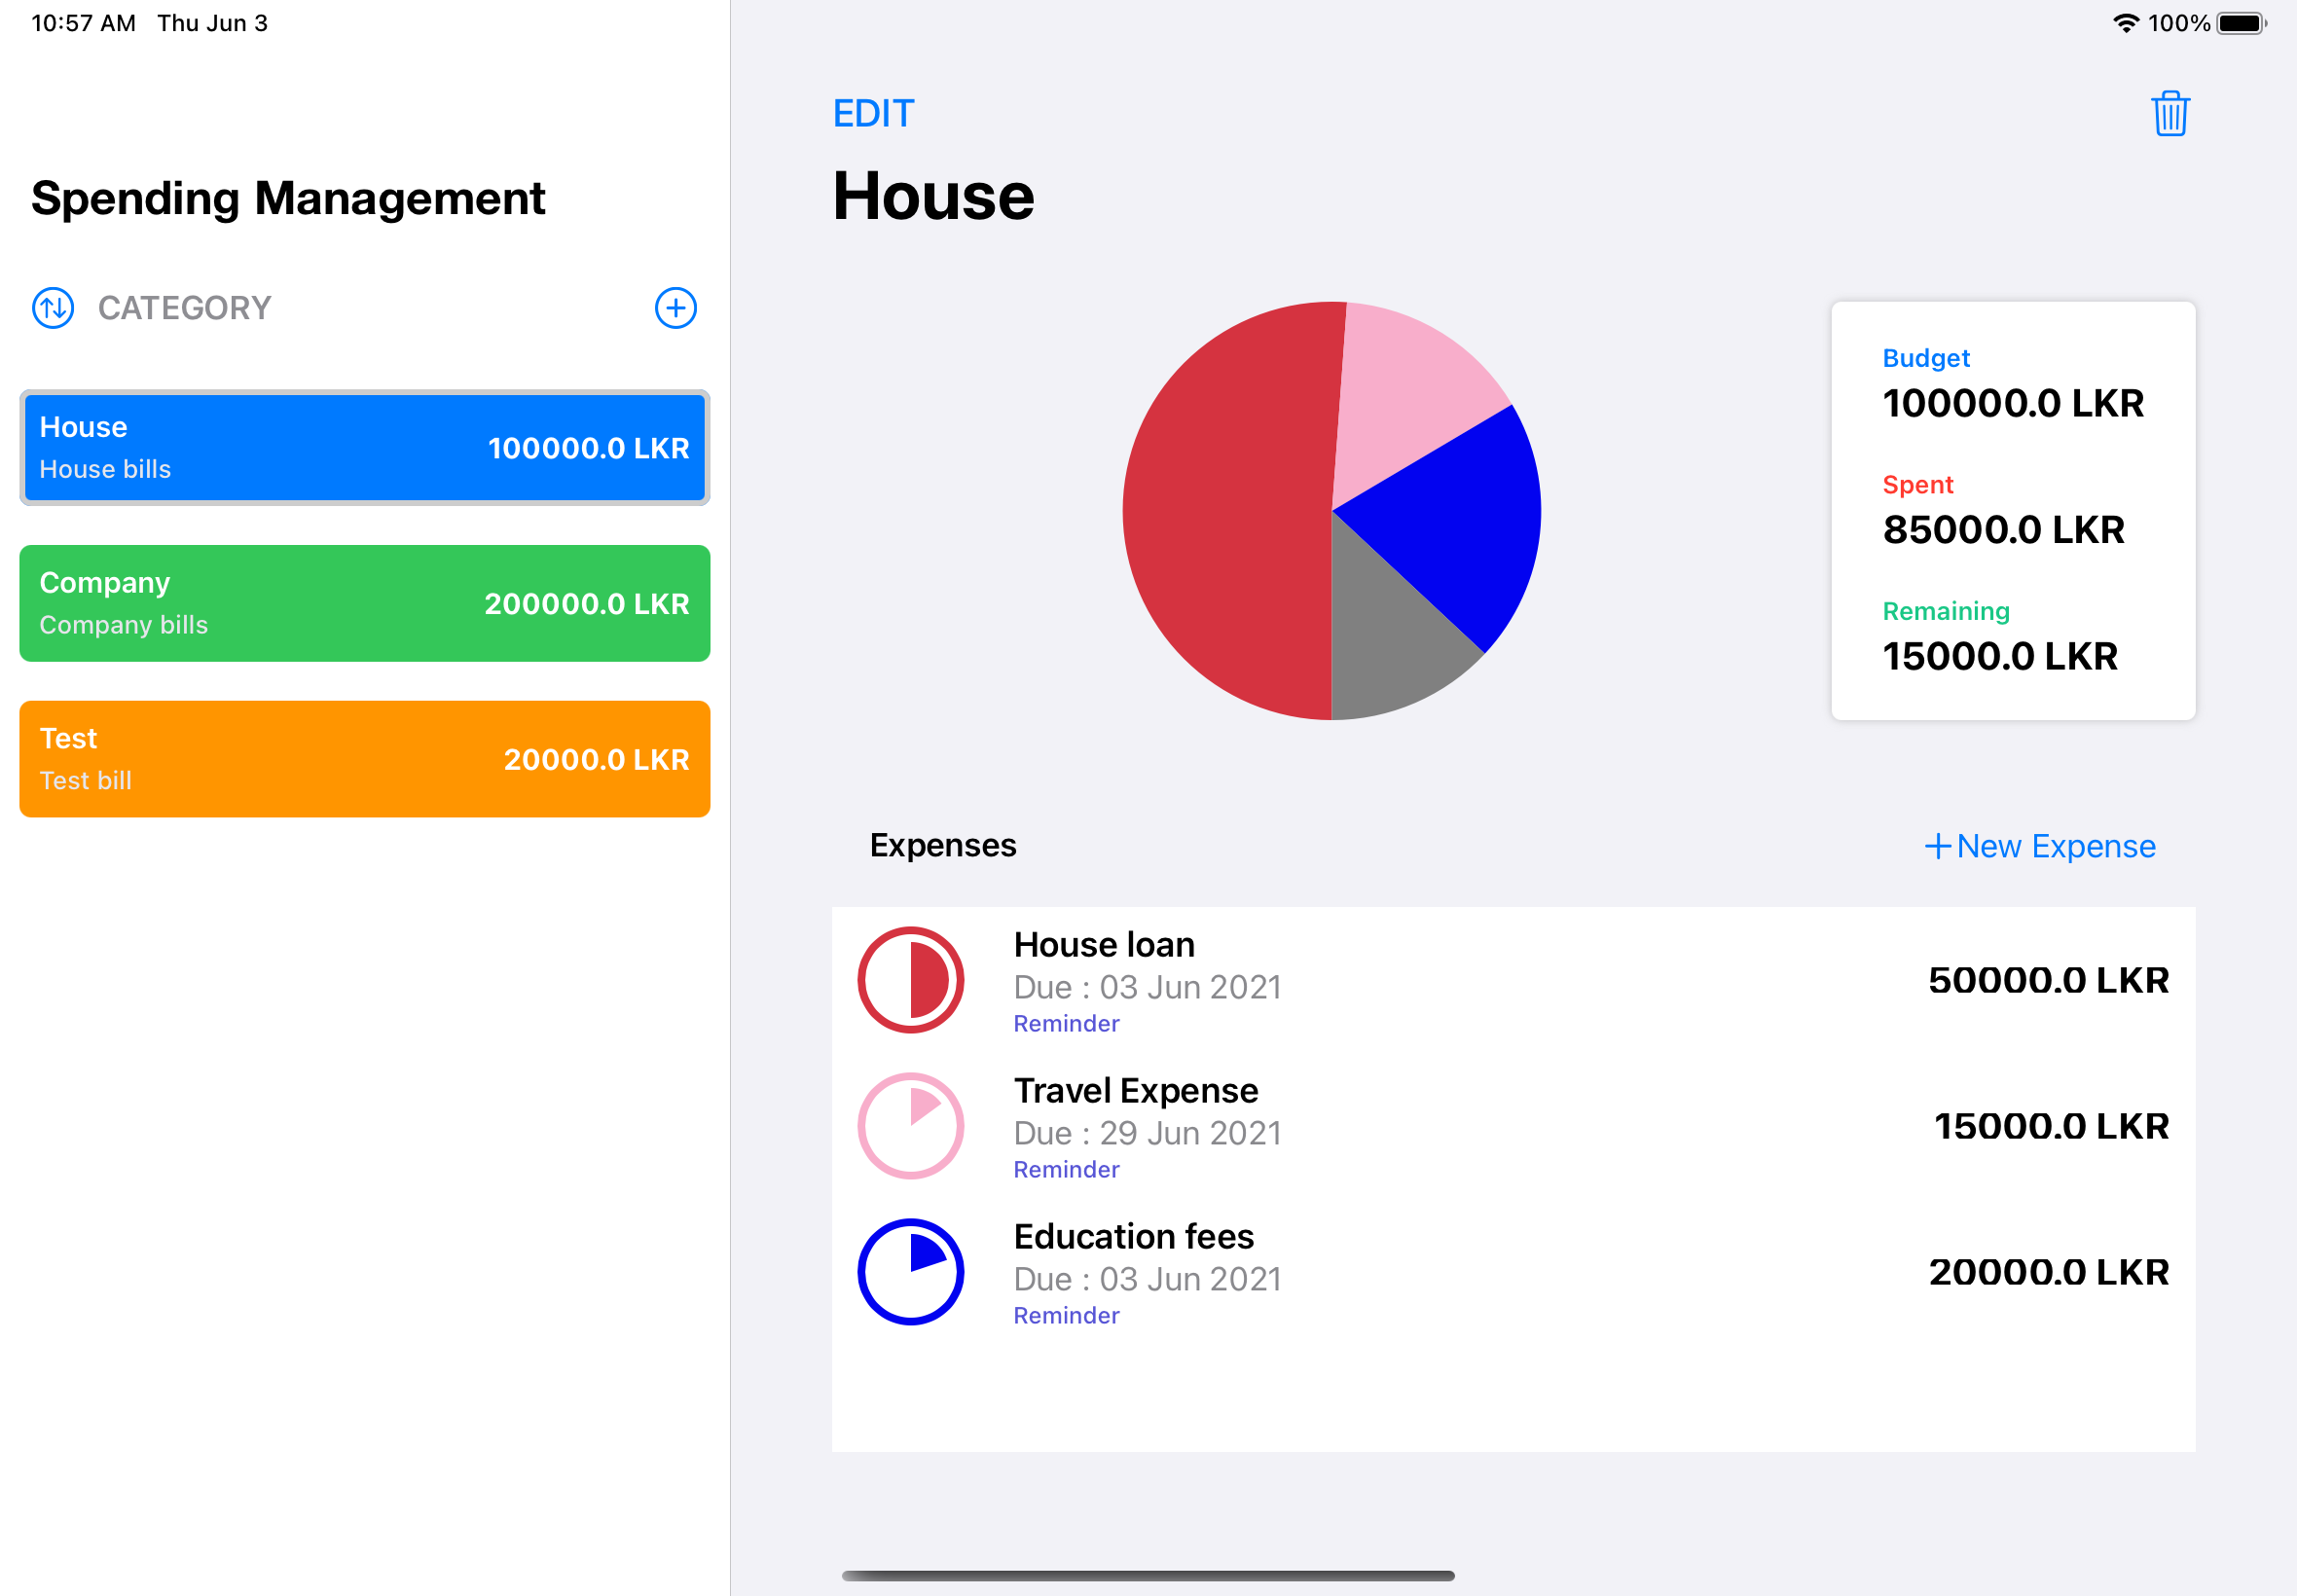 10:57 AM Thu Jun 3
100%
Spending Management
CATEGORY
House
House bills
100000.0 LKR
Company
Company bills
200000.0 LKR
Test
Test bill
20000.0 LKR
EDIT
House
Budget
100000.0 LKR
Spent
85000.0 LKR
Remaining
15000.0 LKR
Expenses
+New Expense
House loan
Due : 03 Jun 2021
Reminder
50000.0 LKR
Travel Expense
Due : 29 Jun 2021
Reminder
15000.0 LKR
Education fees
Due : 03 Jun 2021
Reminder
20000.0 LKR